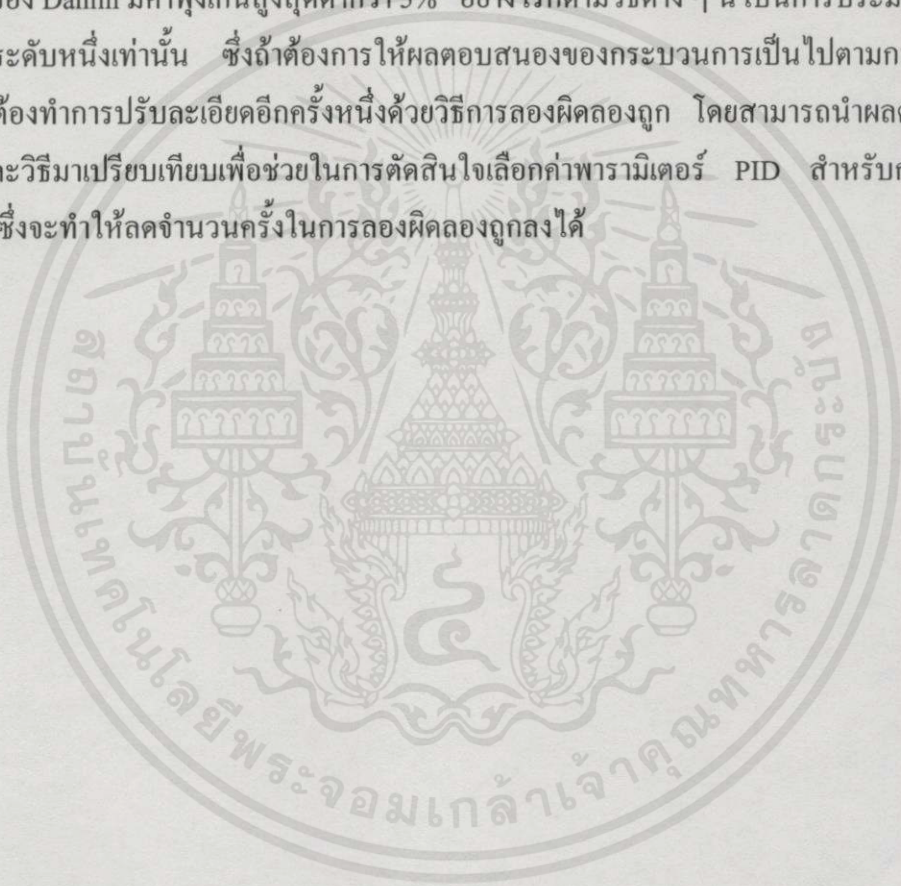 ของ Dahlin มีค่าพุ่งเกินสูงสุดต่ำกว่า 5% อย่างไรก็ตามวิธีต่าง ๆ นี้ เป็นการประม
ระดับหนึ่งเท่านั้น ซึ่งถ้าต้องการให้ผลตอบสนองของกระบวนการเป็นไปตามก
ต้องทำการปรับละเอียดอีกครั้งหนึ่งด้วยวิธีการลองผิดลองถูก โดยสามารถนำผล
ละวิธีมาเปรียบเทียบเพื่อช่วยในการตัดสินใจเลือกค่าพารามิเตอร์ PID สำหรับก
ซึ่งจะทำให้ลดจำนวนครั้งในการลองผิดลองถูกลงได้
สถาบันเทคโนโลยีพระจอมเกล้าเจ้าคุณทหารลาดกระบัง